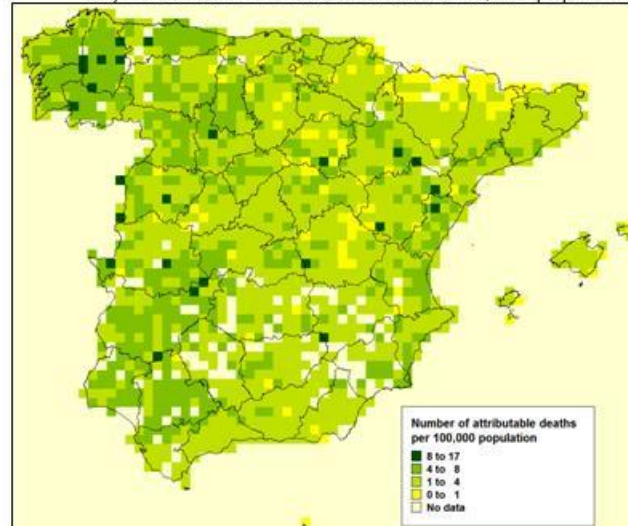 Number of attributable deaths
per 100,000 population
8 to 17
4 to 8
1 to 4
0 to 1
No data